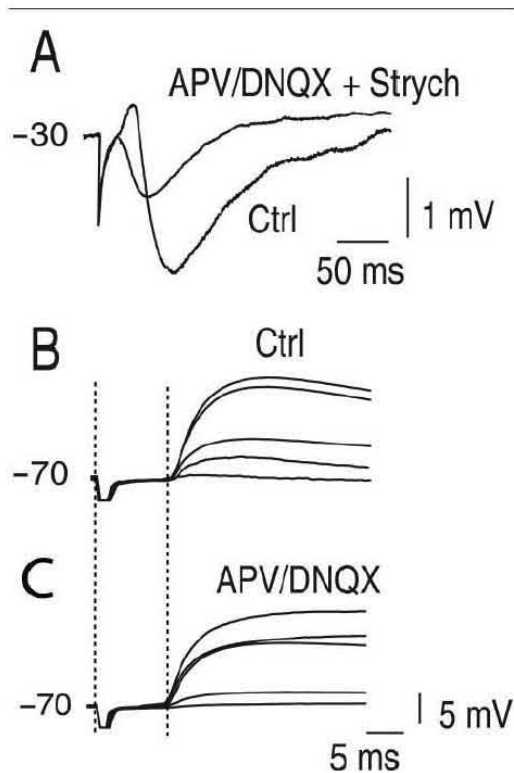 A
APV/DNQX + Strych
−30
Ctrl
1 mV
50 ms
B
Ctrl
−70
C
APV/DNQX
−70
5 mV
5 ms